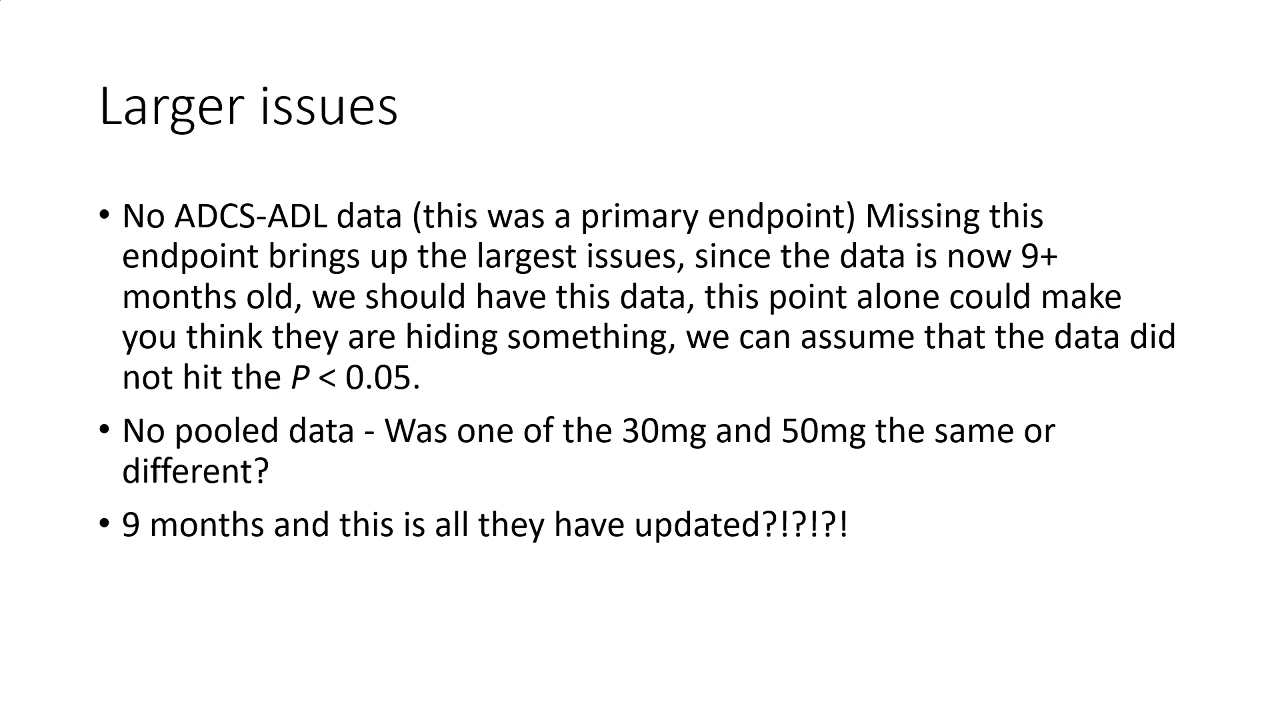 Larger issues
• No ADCS-ADL data (this was a primary endpoint) Missing this
endpoint brings up the largest issues, since the data is now 9+
months old, we should have this data, this point alone could make
you think they are hiding something, we can assume that the data did
not hit the P < 0.05.
• No pooled data - Was one of the 30mg and 50mg the same or
different?
• 9 months and this is all they have updated?!?!?!